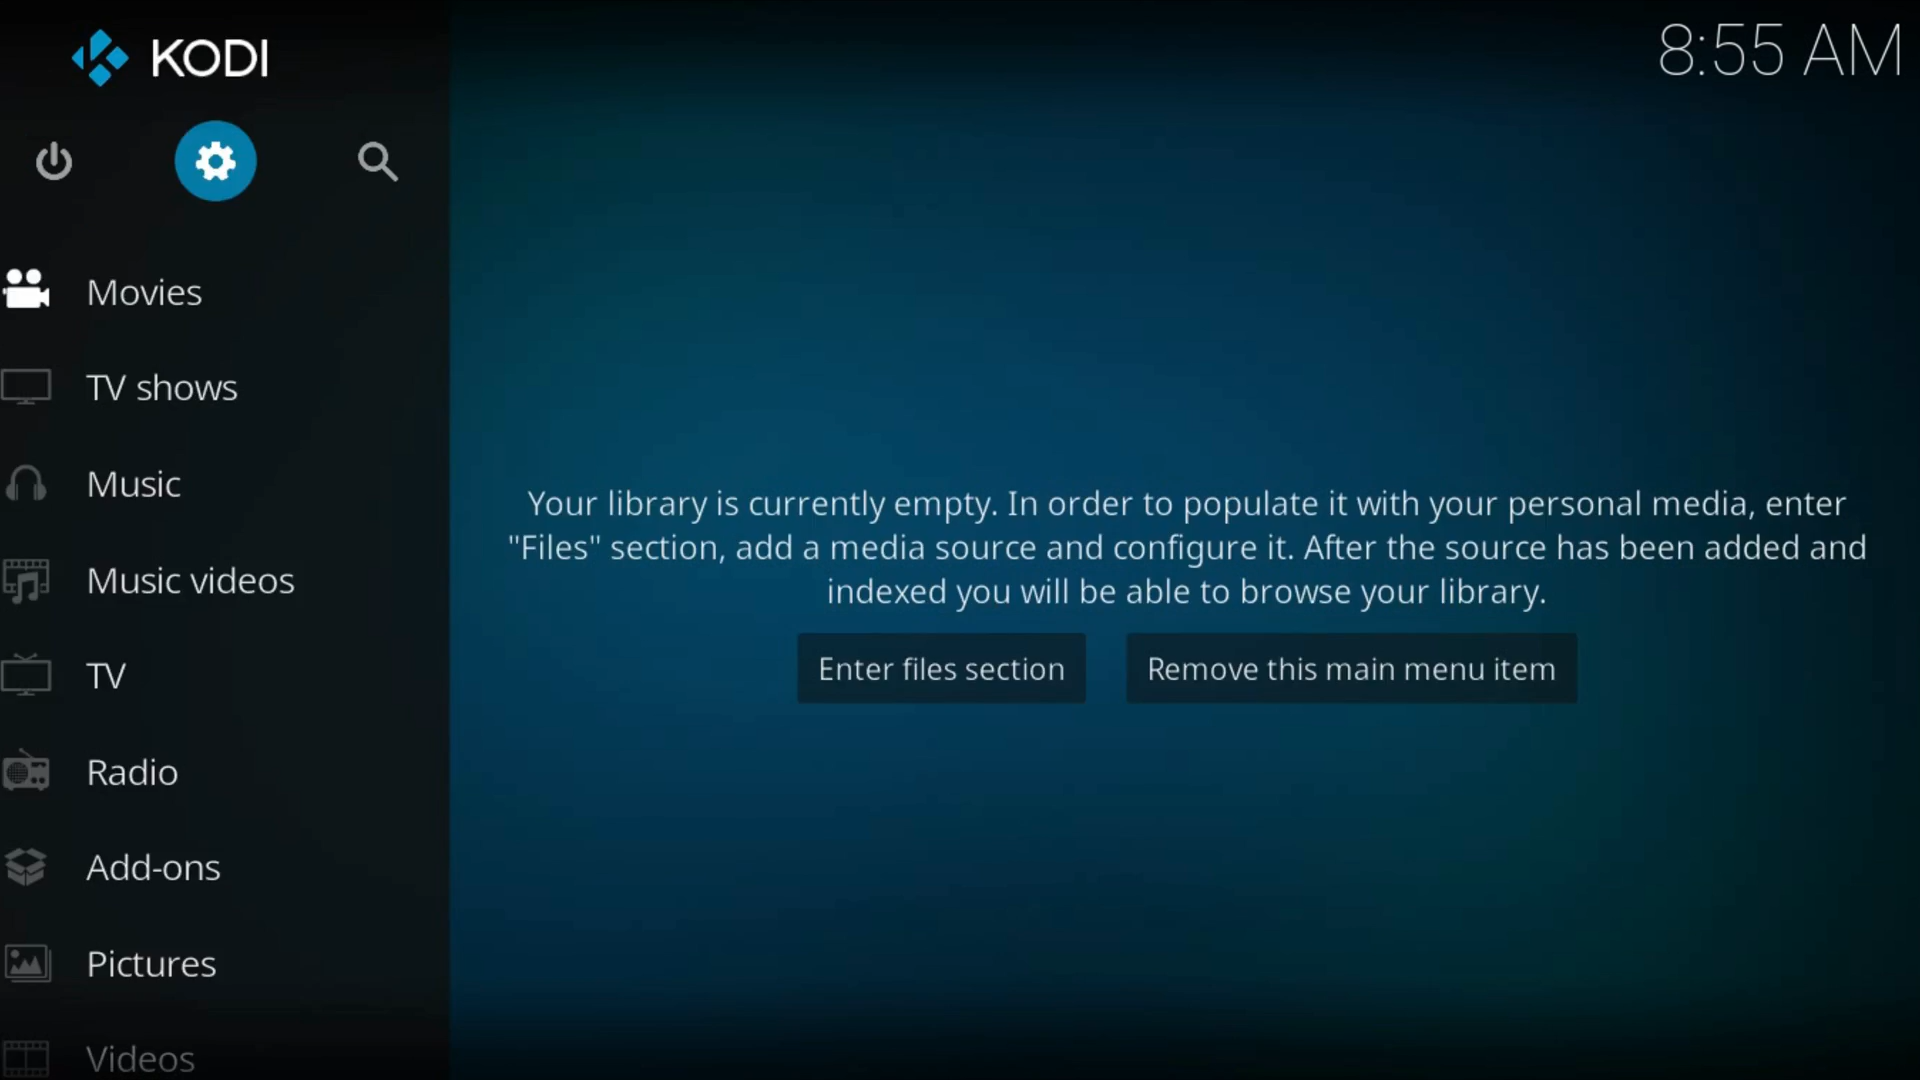 KODI
8:55 AM
Movies
TV shows
Music
Music videos
TV
Radio
Add-ons
Pictures
Videos
Your library is currently empty. In order to populate it with your personal media, enter
"Files" section, add a media source and configure it. After the source has been added and
indexed you will be able to browse your library.
Enter files section
Remove this main menu item